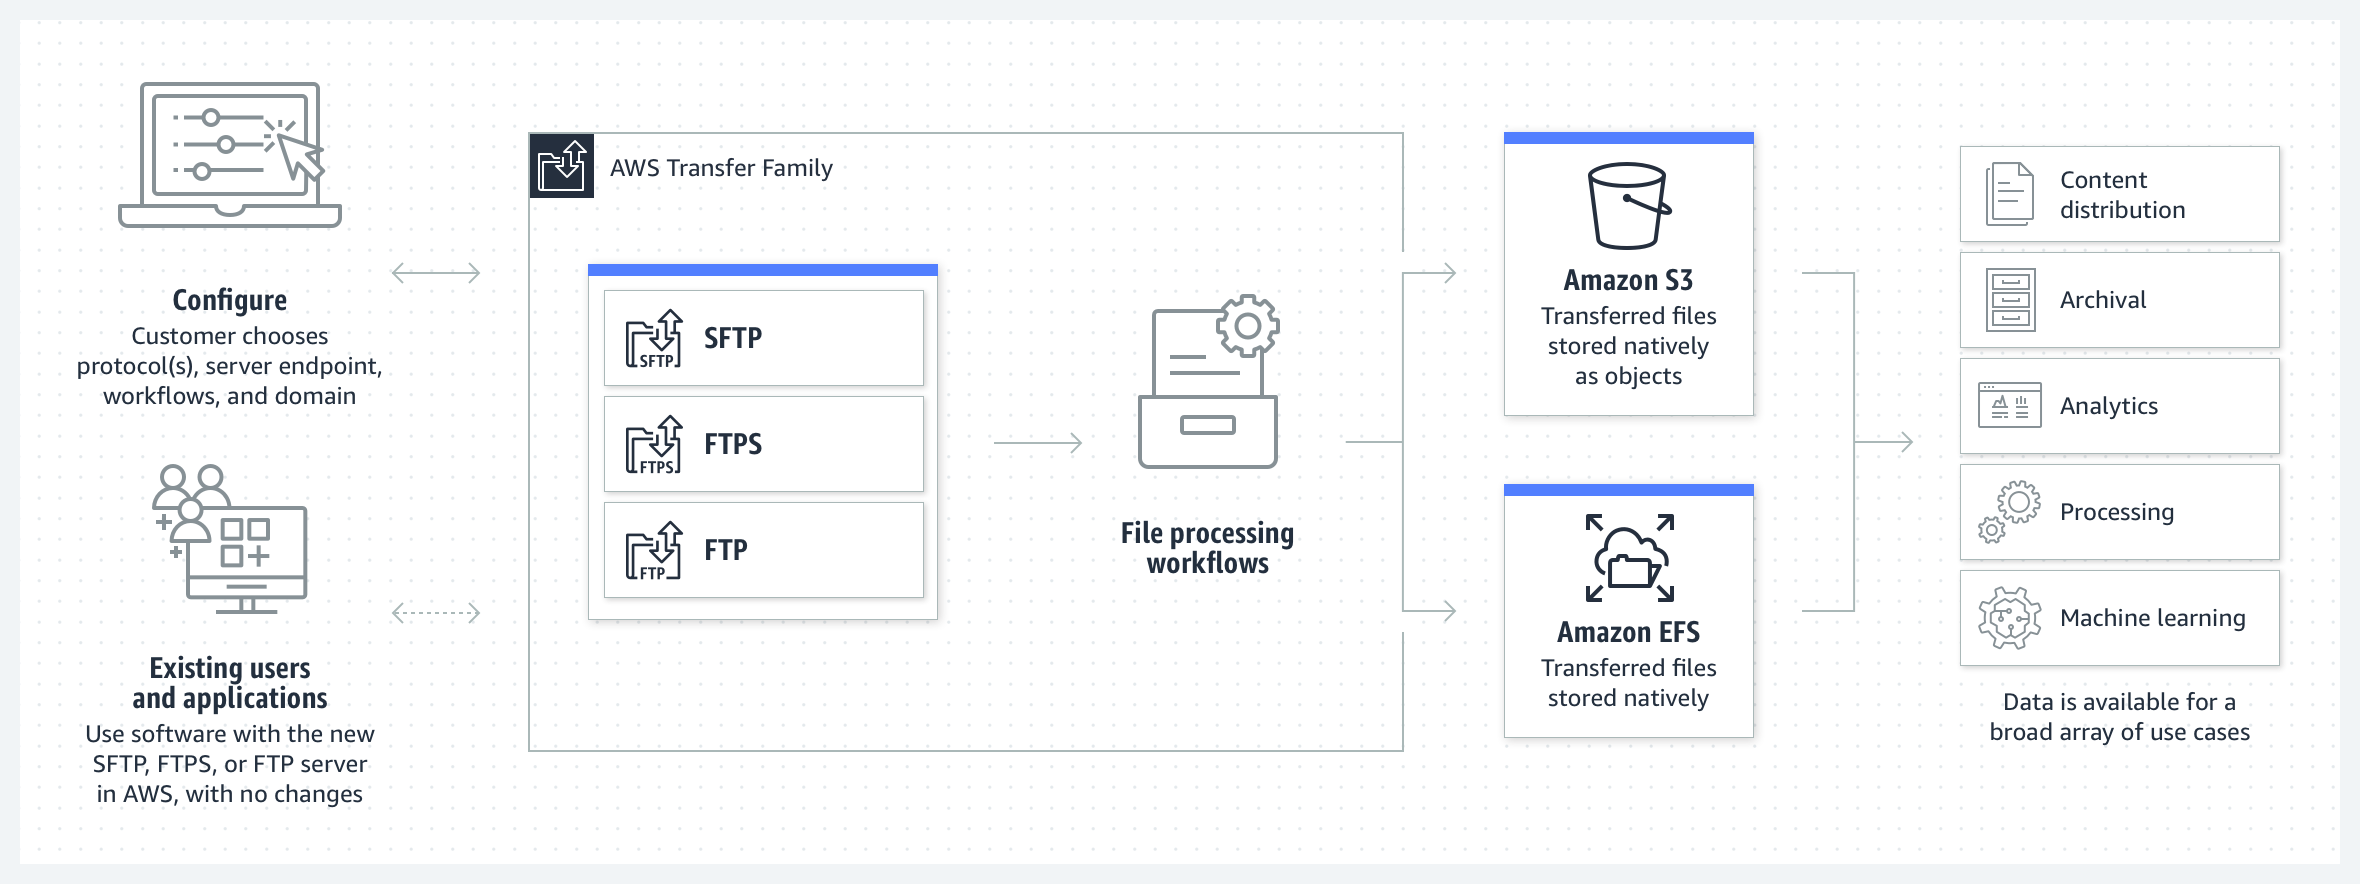 Configure
Customer chooses
protocol(s), server endpoint,
workflows, and domain
Existing users
and applications
Use software with the new
SFTP, FTPS, or FTP server
in AWS, with no changes
AWS Transfer Family
SFTP
SFTP
FTPS
FTPS
FTP
FTP
File processing
workflows
Amazon S3
Transferred files
stored natively
as objects
Amazon EFS
Transferred files
stored natively
Content
distribution
Archival
Analytics
Processing
Machine learning
Data is available for a
broad array of use cases